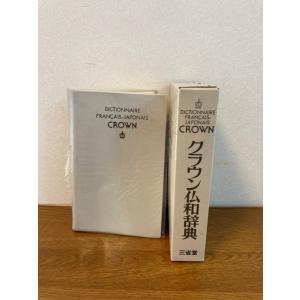 DICTIONNAIRE
FRANÇAIS-JAPONAIS
CROWN
DICTIONNAIRE
FRANÇAIS-JAPONAIS
CROWN
クラウン仏和辞典
三省堂